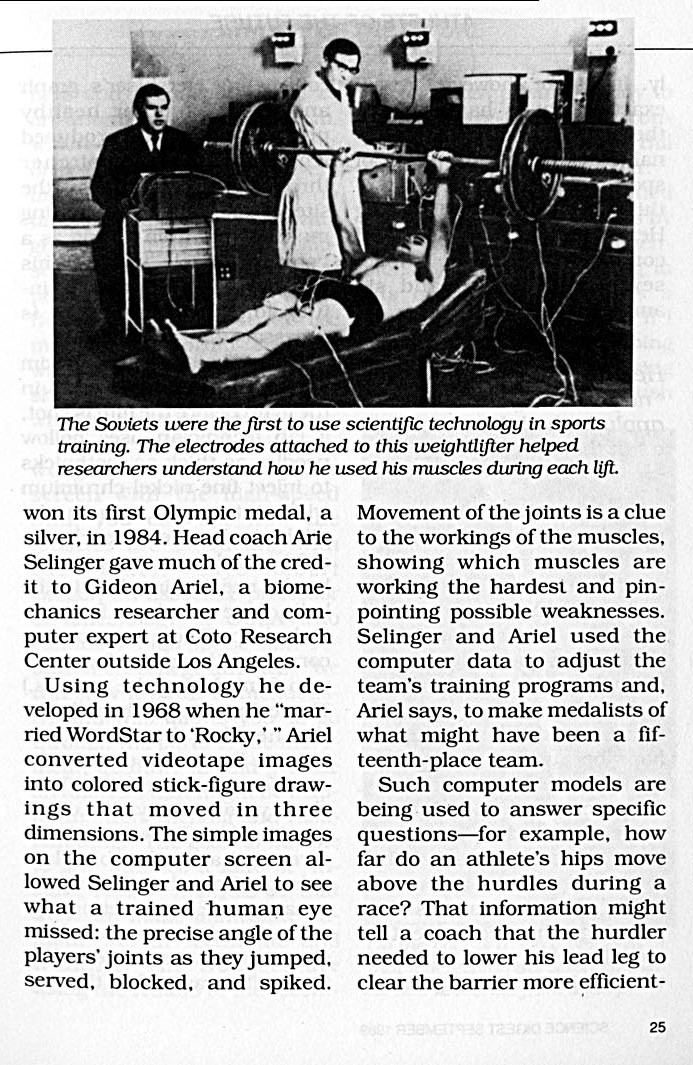 The Soviets were the first to use scientific technology in sports
training. The electrodes attached to this weightlifter helped
researchers understand how he used his muscles during each lift.
won its first Olympic medal, a
silver, in 1984. Head coach Arie
Selinger gave much of the cred-
it to Gideon Ariel, a biome-
chanics researcher and com-
puter expert at Coto Research
Center outside Los Angeles.
Using technology he de-
veloped in 1968 when he “mar-
ried WordStar to ‘Rocky,’ ” Ariel
converted videotape images
into colored stick-figure draw-
ings that moved in three
dimensions. The simple images
on the computer screen al-
lowed Selinger and Ariel to see
what a trained human eye
missed: the precise angle of the
players’ joints as they jumped,
served, blocked, and spiked.
Movement of the joints is a clue
to the workings of the muscles,
showing which muscles are
working the hardest and pin-
pointing possible weaknesses.
Selinger and Ariel used the
computer data to adjust the
team’s training programs and,
Ariel says, to make medalists of
what might have been a fif-
teenth-place team.
Such computer models are
being used to answer specific
questions—for example, how
far do an athlete’s hips move
above the hurdles during a
race? That information might
tell a coach that the hurdler
needed to lower his lead leg to
clear the barrier more efficient-
25